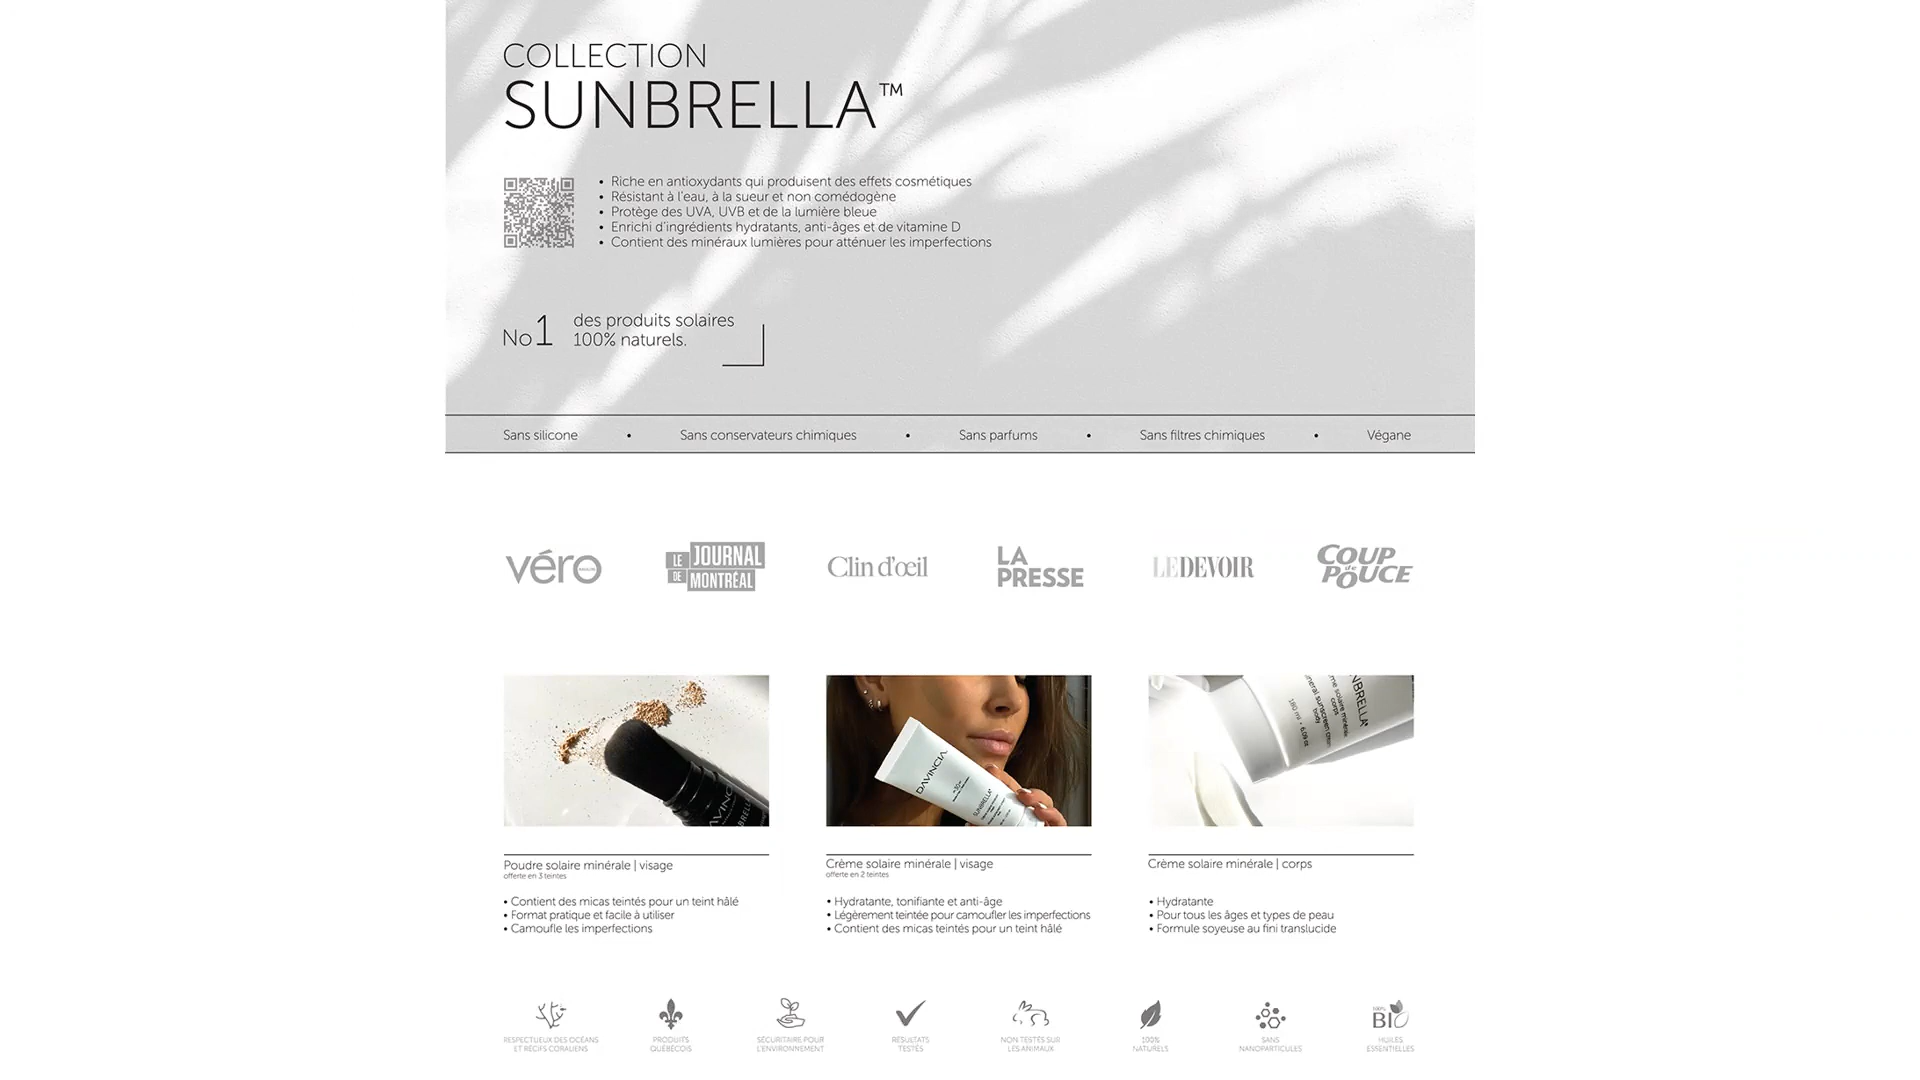 COLLECTION
SUNBRELLA™
• Riche en antioxydants qui produisent des effets cosmétiques
• Résistant à l'eau, à la sueur et non comédogène
• Protège des UVA, UVB et de la lumière bleue
• Enrichi d'ingrédients hydratants, anti-âges et de vitamine D
• Contient des minéraux lumières pour atténuer les imperfections
No 1 des produits solaires
100% naturels.
Sans silicone • Sans conservateurs chimiques • Sans parfums • Sans filtres chimiques • Végane
véro
LE JOURNAL
DE MONTRÉAL
Clin d'œil
LA
PRESSE
LE DEVOIR
COUP
de
POUCE
DAVINCIA
SUNBRELLA
Poudre solaire minérale | visage
offerte en 3 teintes
• Contient des micas teintés pour un teint hâlé
• Format pratique et facile à utiliser
• Camoufle les imperfections
Crème solaire minérale | visage
offerte en 2 teintes
• Hydratante, tonifiante et anti-âge
• Légèrement teintée pour camoufler les imperfections
• Contient des micas teintés pour un teint hâlé
Crème solaire minérale | corps
• Hydratante
• Pour tous les âges et types de peau
• Formule soyeuse au fini translucide
RESPECTUEUX DES OCÉANS
ET RÉCIFS CORALIENS
PRODUITS
QUÉBÉCOIS
SÉCURITAIRE POUR
L'ENVIRONNEMENT
RÉSULTATS
TESTÉS
NON TESTÉS SUR
LES ANIMAUX
100%
NATURELS
SANS
NANOPARTICULES
100%
BIO
HUILES
ESSENTIELLES